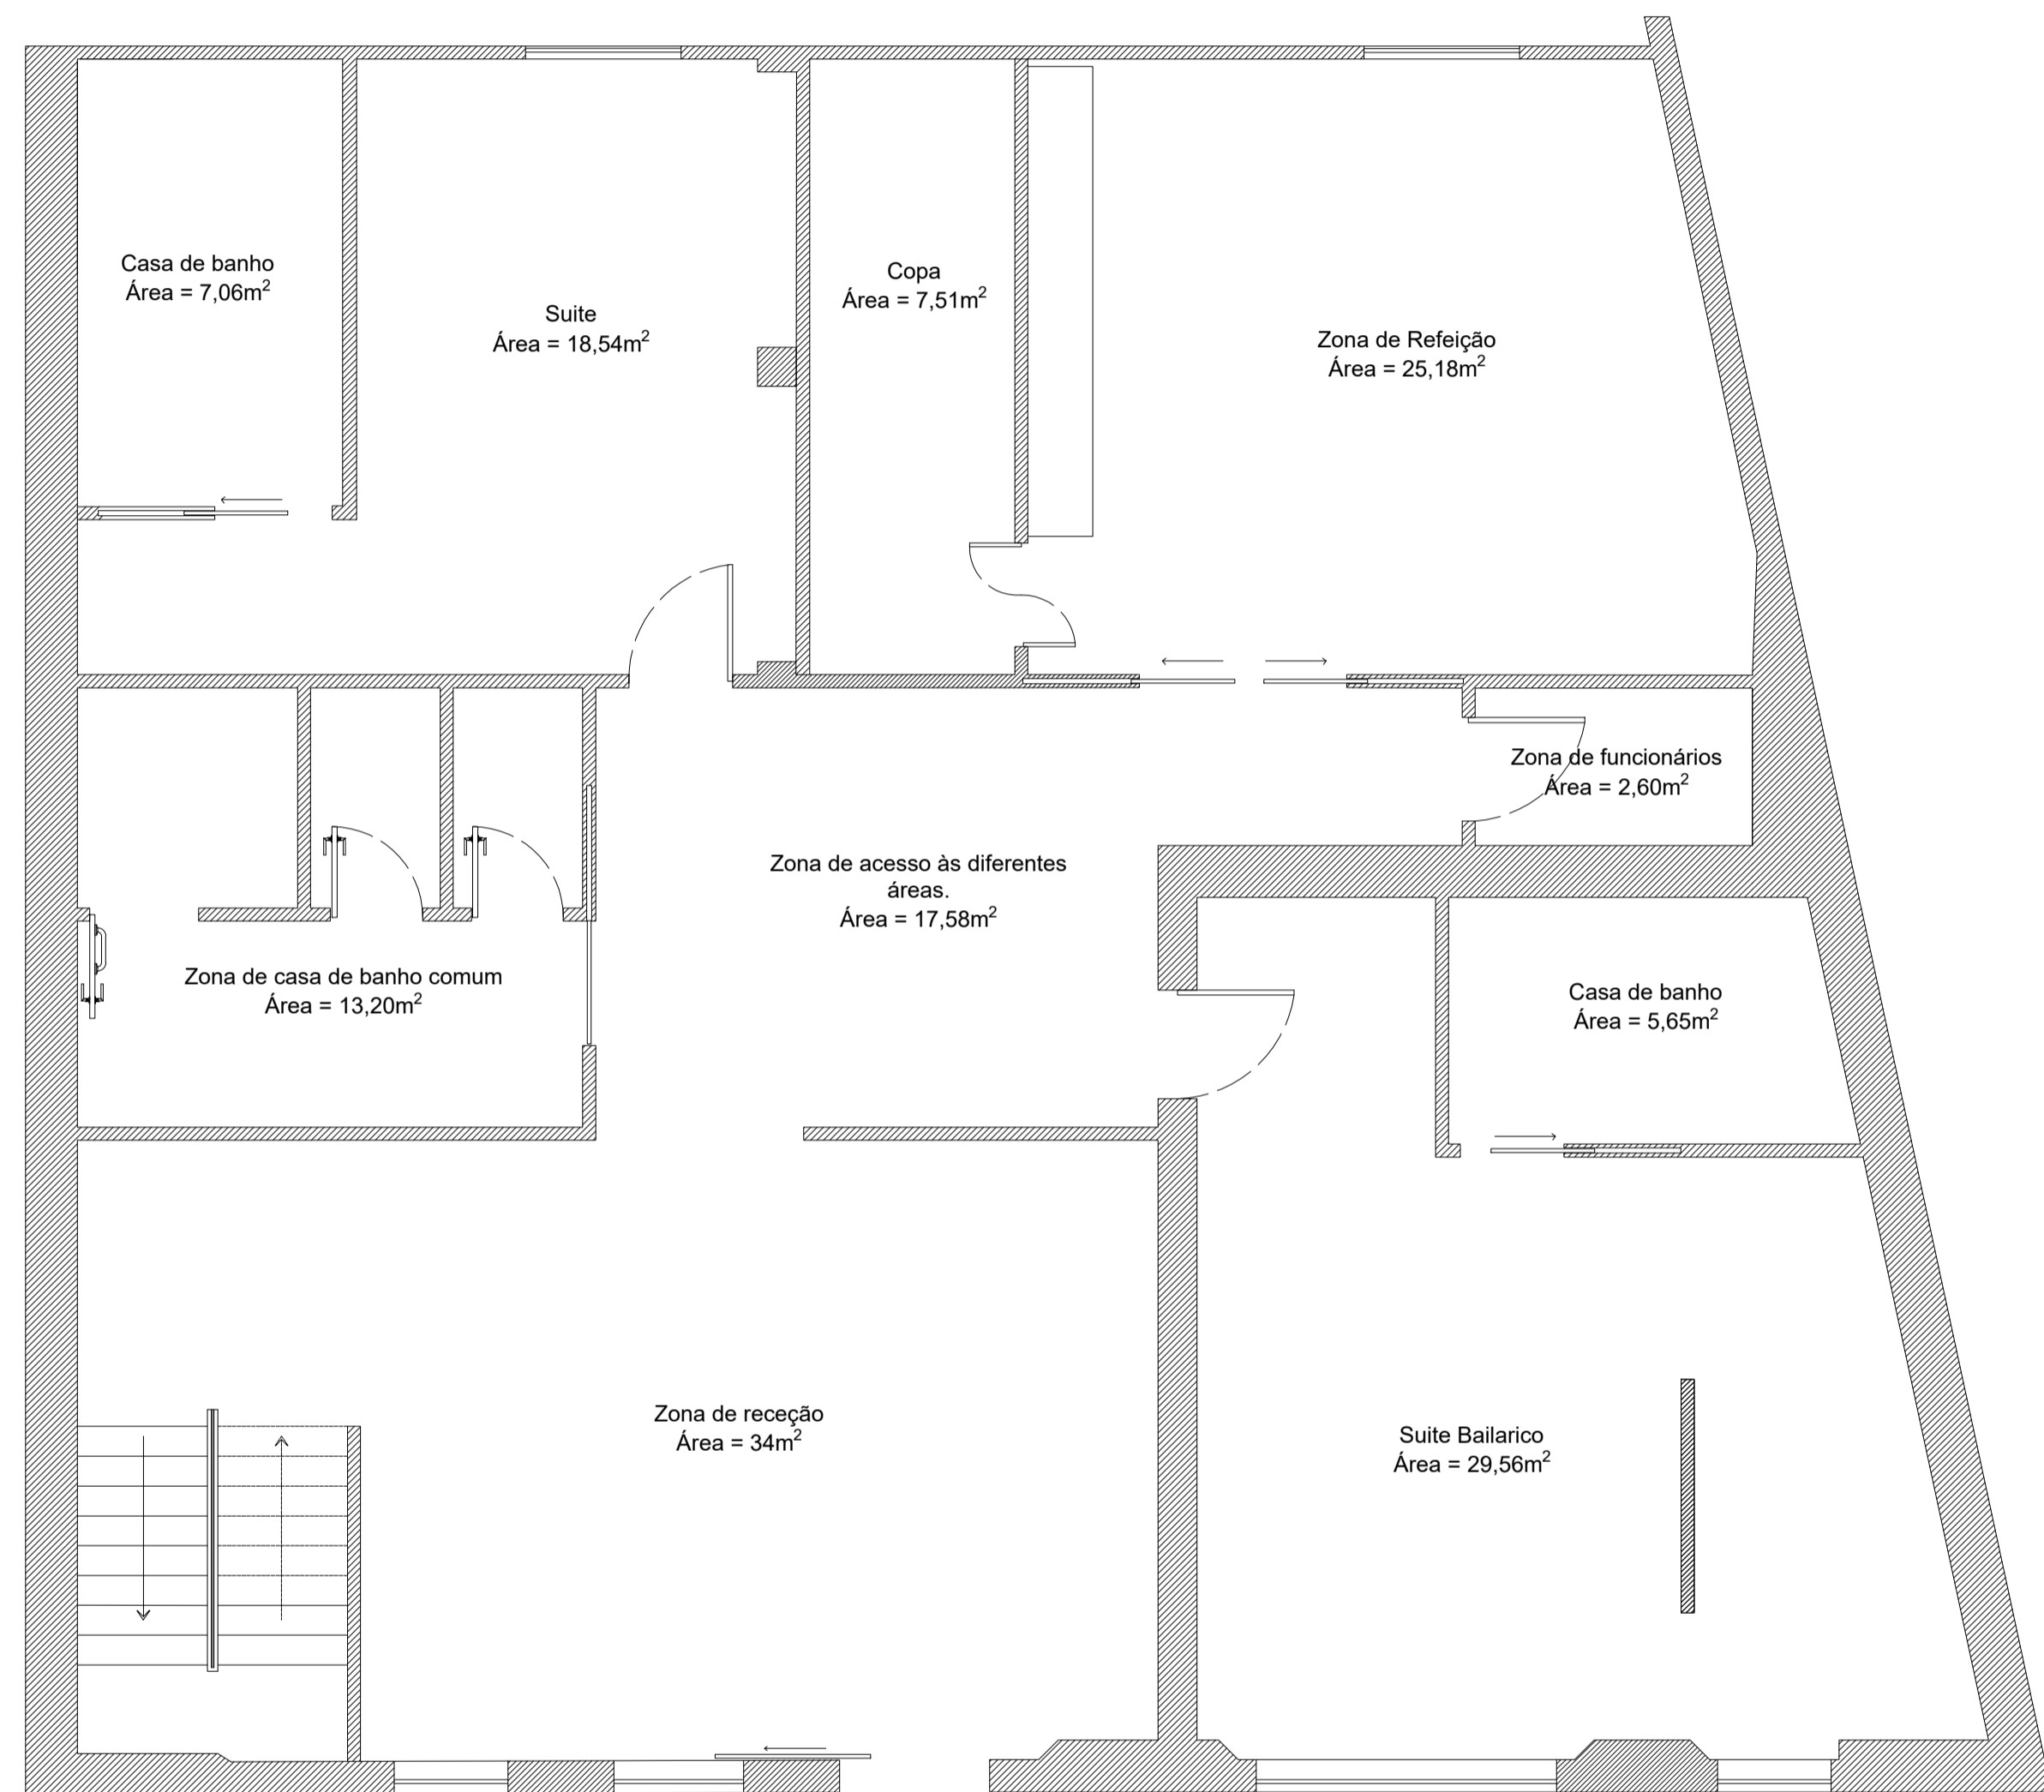 Casa de banho
Área = 7,06m²
Suite
Área = 18,54m²
Copa
Área = 7,51m²
Zona de Refeição
Área = 25,18m²
Zona de funcionários
Área = 2,60m²
Zona de acesso às diferentes
áreas.
Área = 17,58m²
Zona de casa de banho comum
Área = 13,20m²
Casa de banho
Área = 5,65m²
Zona de receção
Área = 34m²
Suite Bailarico
Área = 29,56m²